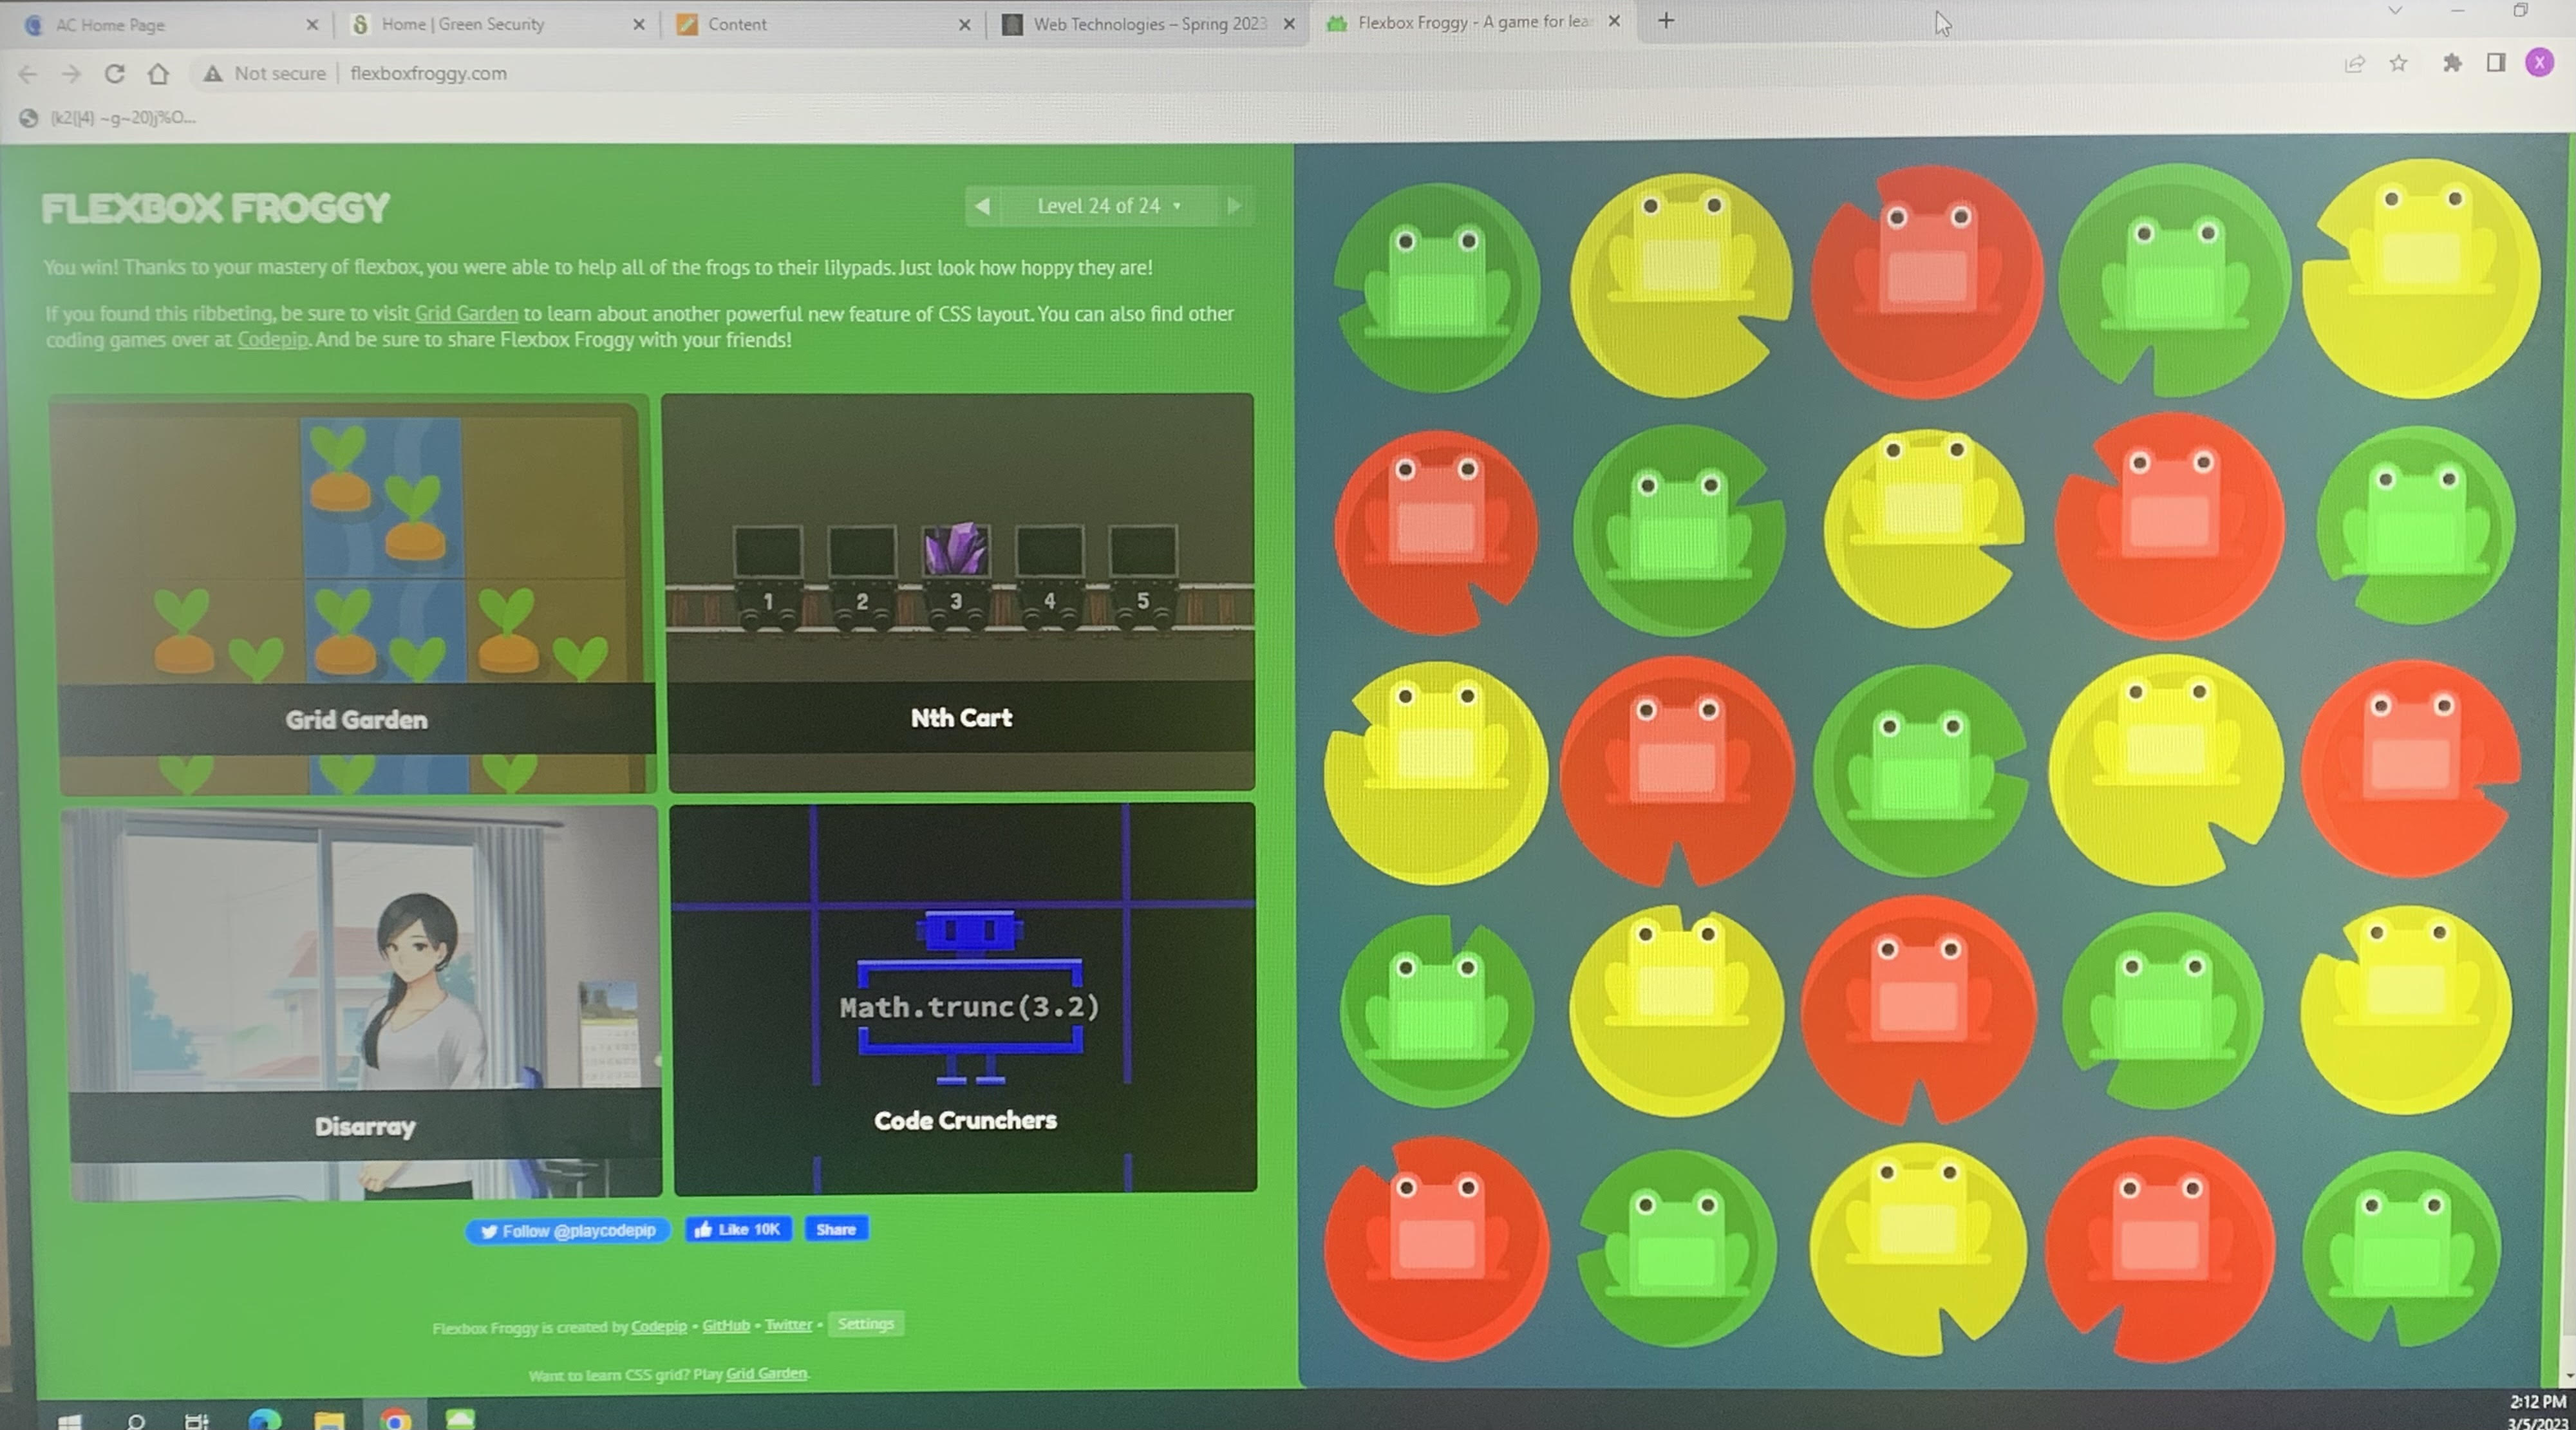 AC Home Page
Home | Green Security
Content
Web Technologies – Spring 2023
Flexbox Froggy - A game for lea
Not secure
flexboxfroggy.com
X
FLEXBOX FROGGY
Level 24 of 24
You win! Thanks to your mastery of flexbox, you were able to help all of the frogs to their lilypads. Just look how hoppy they are!
If you found this ribbeting, be sure to visit Grid Garden to learn about another powerful new feature of CSS layout. You can also find other
coding games over at Codepip. And be sure to share Flexbox Froggy with your friends!
1 2 3 4 5
Grid Garden
Nth Cart
Math.trunc(3.2)
Disarray
Code Crunchers
Follow @playcodepip
Like 10K
Share
Flexbox Froggy is created by Codepip • GitHub • Twitter • Settings
Want to learn CSS grid? Play Grid Garden.
2:12 PM
3/5/2023